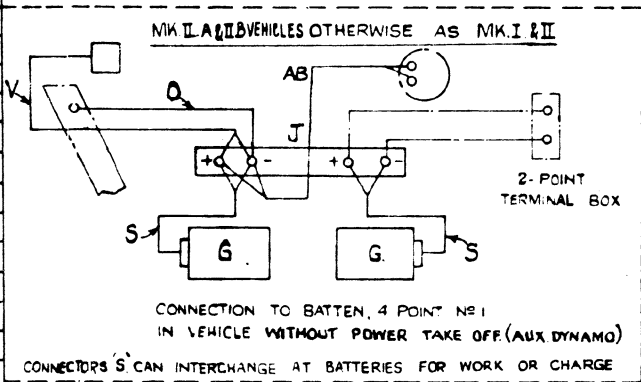 MK.II.A & II.B VEHICLES OTHERWISE AS MK.I. & II
V
D
AB
J
+ - + -
2-POINT
TERMINAL BOX
S G. G. S
CONNECTION TO BATTEN, 4 POINT Nº 1
IN VEHICLE WITHOUT POWER TAKE OFF. (AUX. DYNAMO)
CONNECTORS 'S' CAN INTERCHANGE AT BATTERIES FOR WORK OR CHARGE